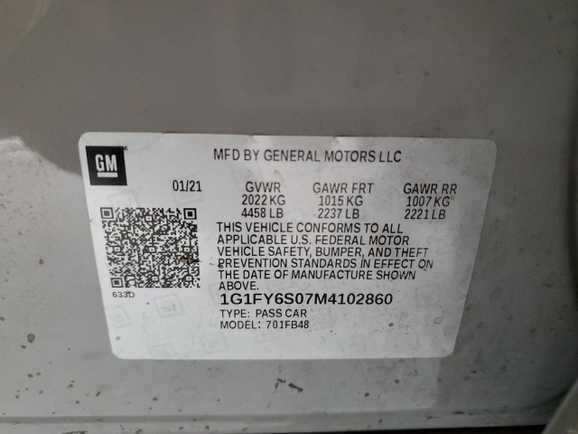 GM
MFD BY GENERAL MOTORS LLC
01/21 GVWR GAWR FRT GAWR RR
2022 KG 1015 KG 1007 KG
4458 LB 2237 LB 2221 LB
THIS VEHICLE CONFORMS TO ALL
APPLICABLE U.S. FEDERAL MOTOR
VEHICLE SAFETY, BUMPER, AND THEFT
PREVENTION STANDARDS IN EFFECT ON
THE DATE OF MANUFACTURE SHOWN
ABOVE.
1G1FY6S07M4102860
TYPE: PASS CAR
MODEL: 701FB48